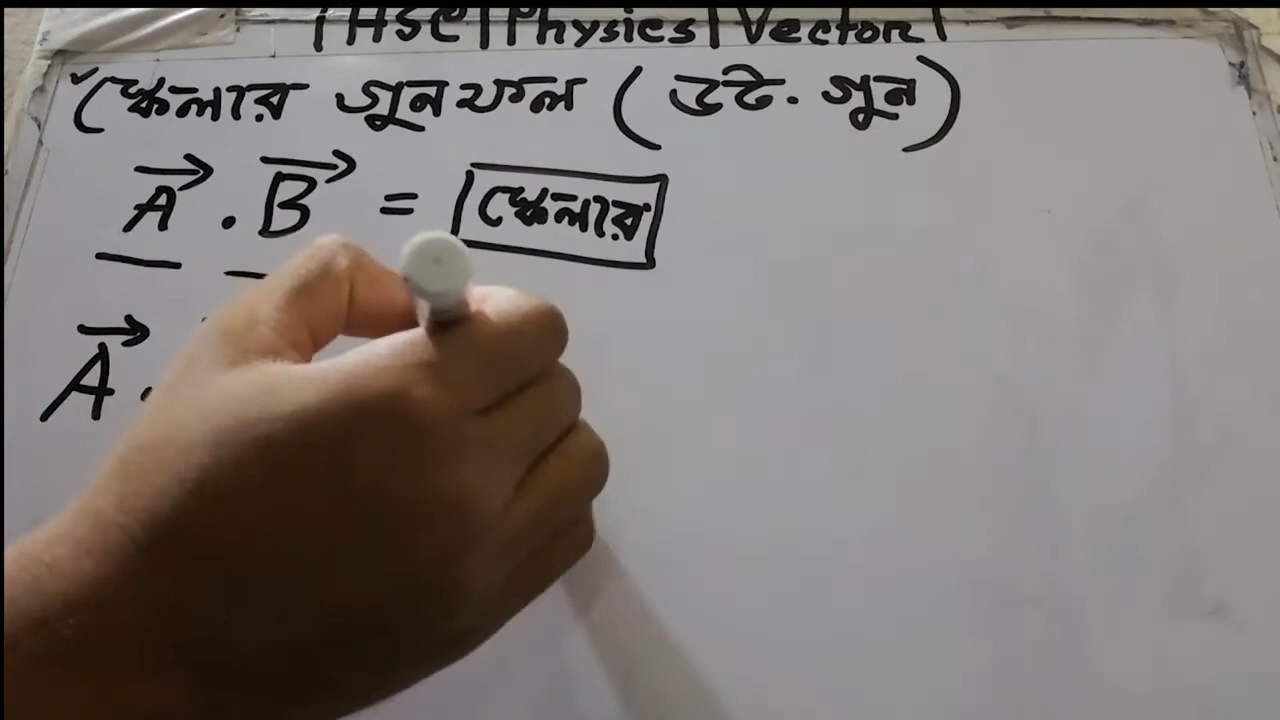 |HSC|Physics|Vector|
স্কেলার গুনফল (ডট. গুন)
A→ . B→ = স্কেলার
A→ .